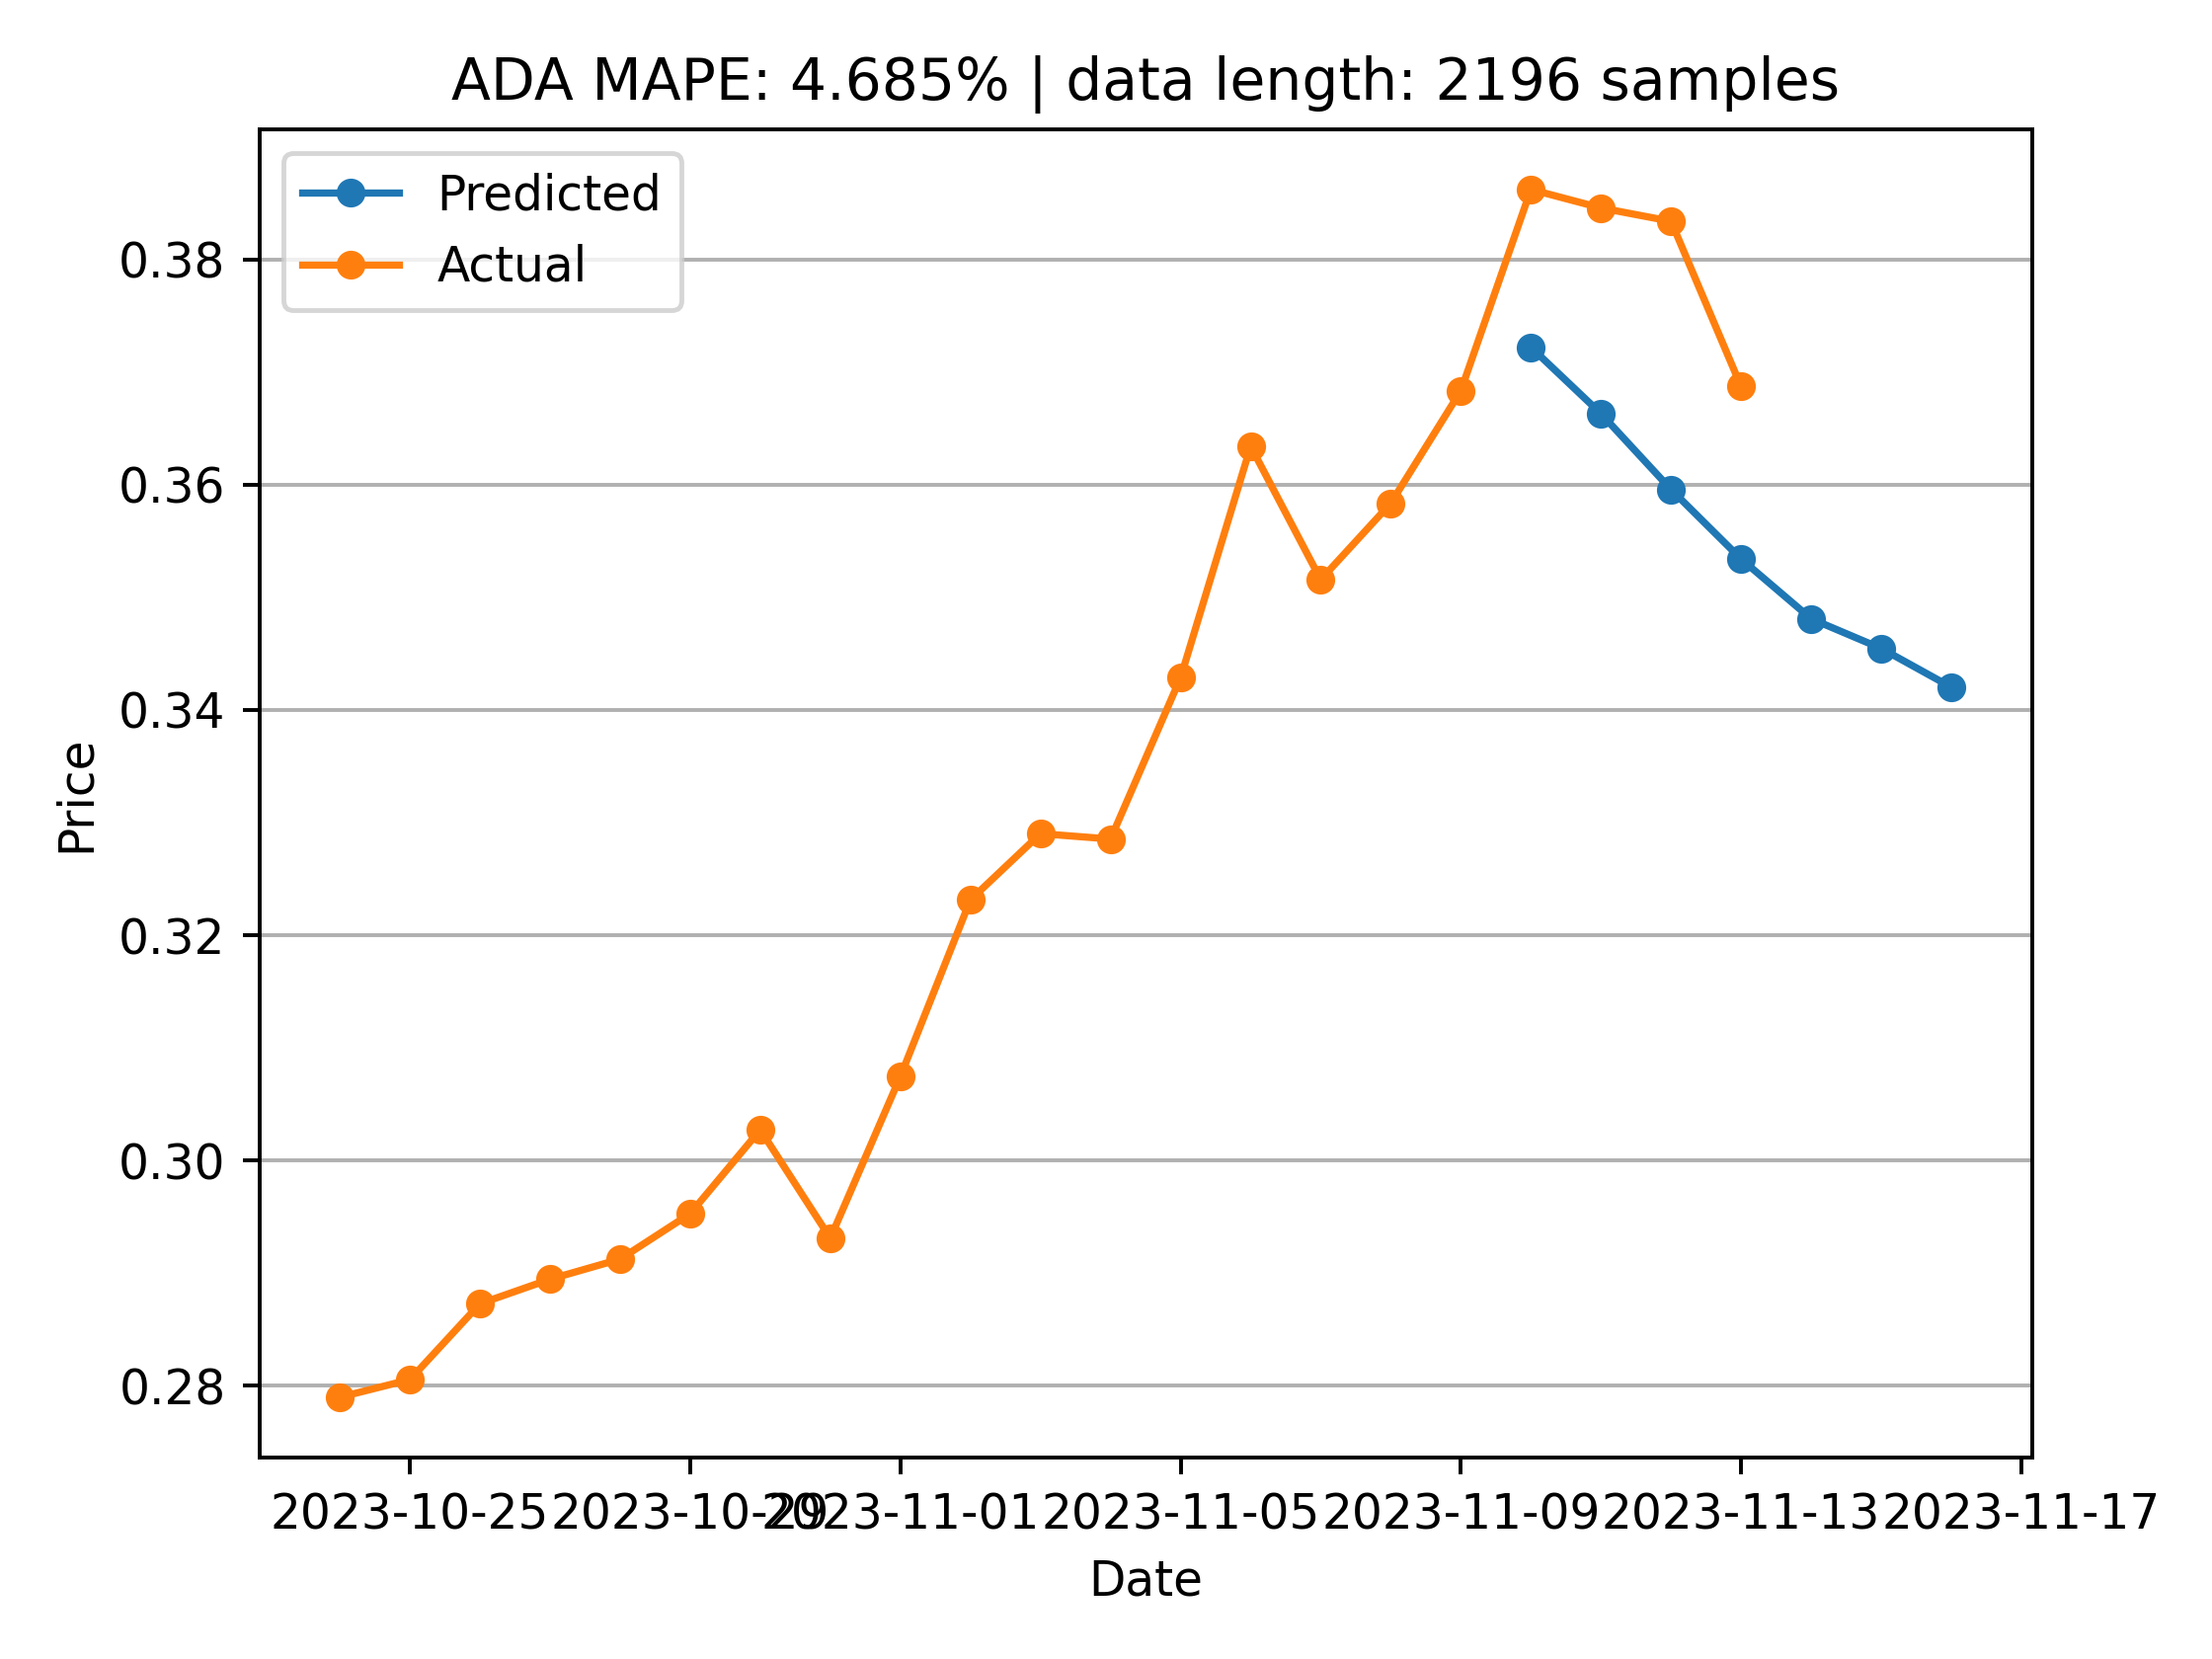 ADA MAPE: 4.685% | data length: 2196 samples
Predicted
Actual
0.38
0.36
0.34
0.32
0.30
0.28
Price
2023-10-25 2023-10-29 2023-11-01 2023-11-05 2023-11-09 2023-11-13 2023-11-17
Date